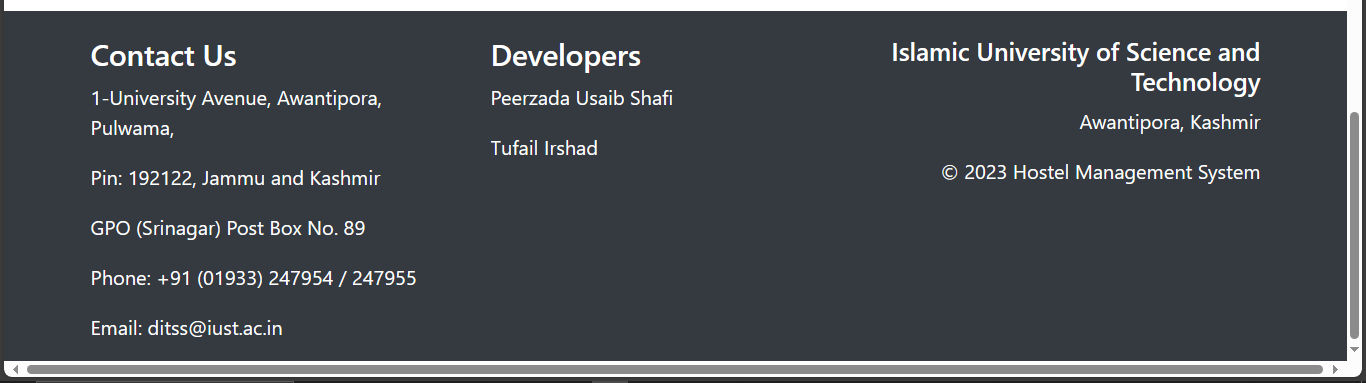 Contact Us
1-University Avenue, Awantipora,
Pulwama,
Pin: 192122, Jammu and Kashmir
GPO (Srinagar) Post Box No. 89
Phone: +91 (01933) 247954 / 247955
Email: ditss@iust.ac.in
Developers
Peerzada Usaib Shafi
Tufail Irshad
Islamic University of Science and
Technology
Awantipora, Kashmir
© 2023 Hostel Management System